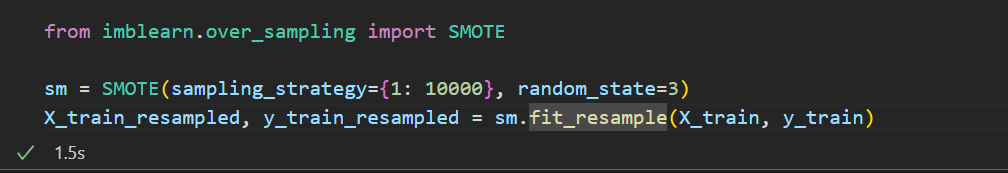 from imblearn.over_sampling import SMOTE
sm = SMOTE(sampling_strategy={1: 10000}, random_state=3)
X_train_resampled, y_train_resampled = sm.fit_resample(X_train, y_train)
✓ 1.5s